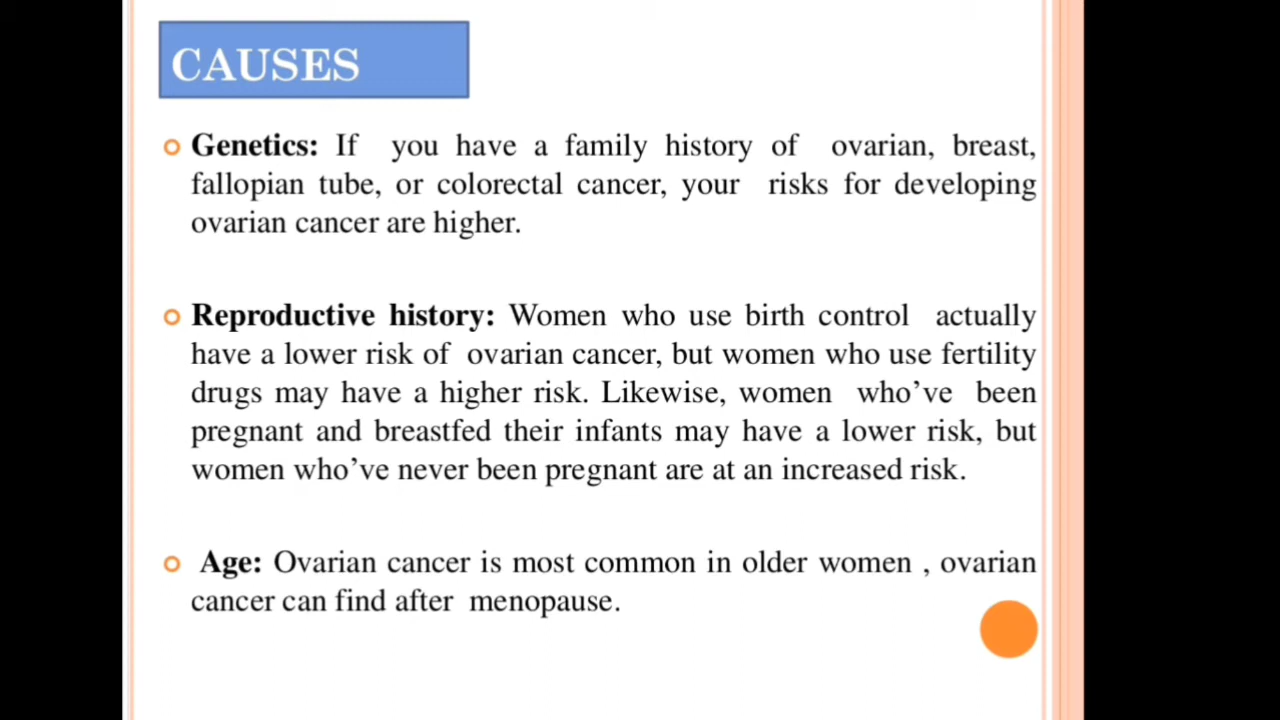 CAUSES
Genetics: If you have a family history of ovarian, breast,
fallopian tube, or colorectal cancer, your risks for developing
ovarian cancer are higher.
Reproductive history: Women who use birth control actually
have a lower risk of ovarian cancer, but women who use fertility
drugs may have a higher risk. Likewise, women who’ve been
pregnant and breastfed their infants may have a lower risk, but
women who’ve never been pregnant are at an increased risk.
Age: Ovarian cancer is most common in older women , ovarian
cancer can find after menopause.